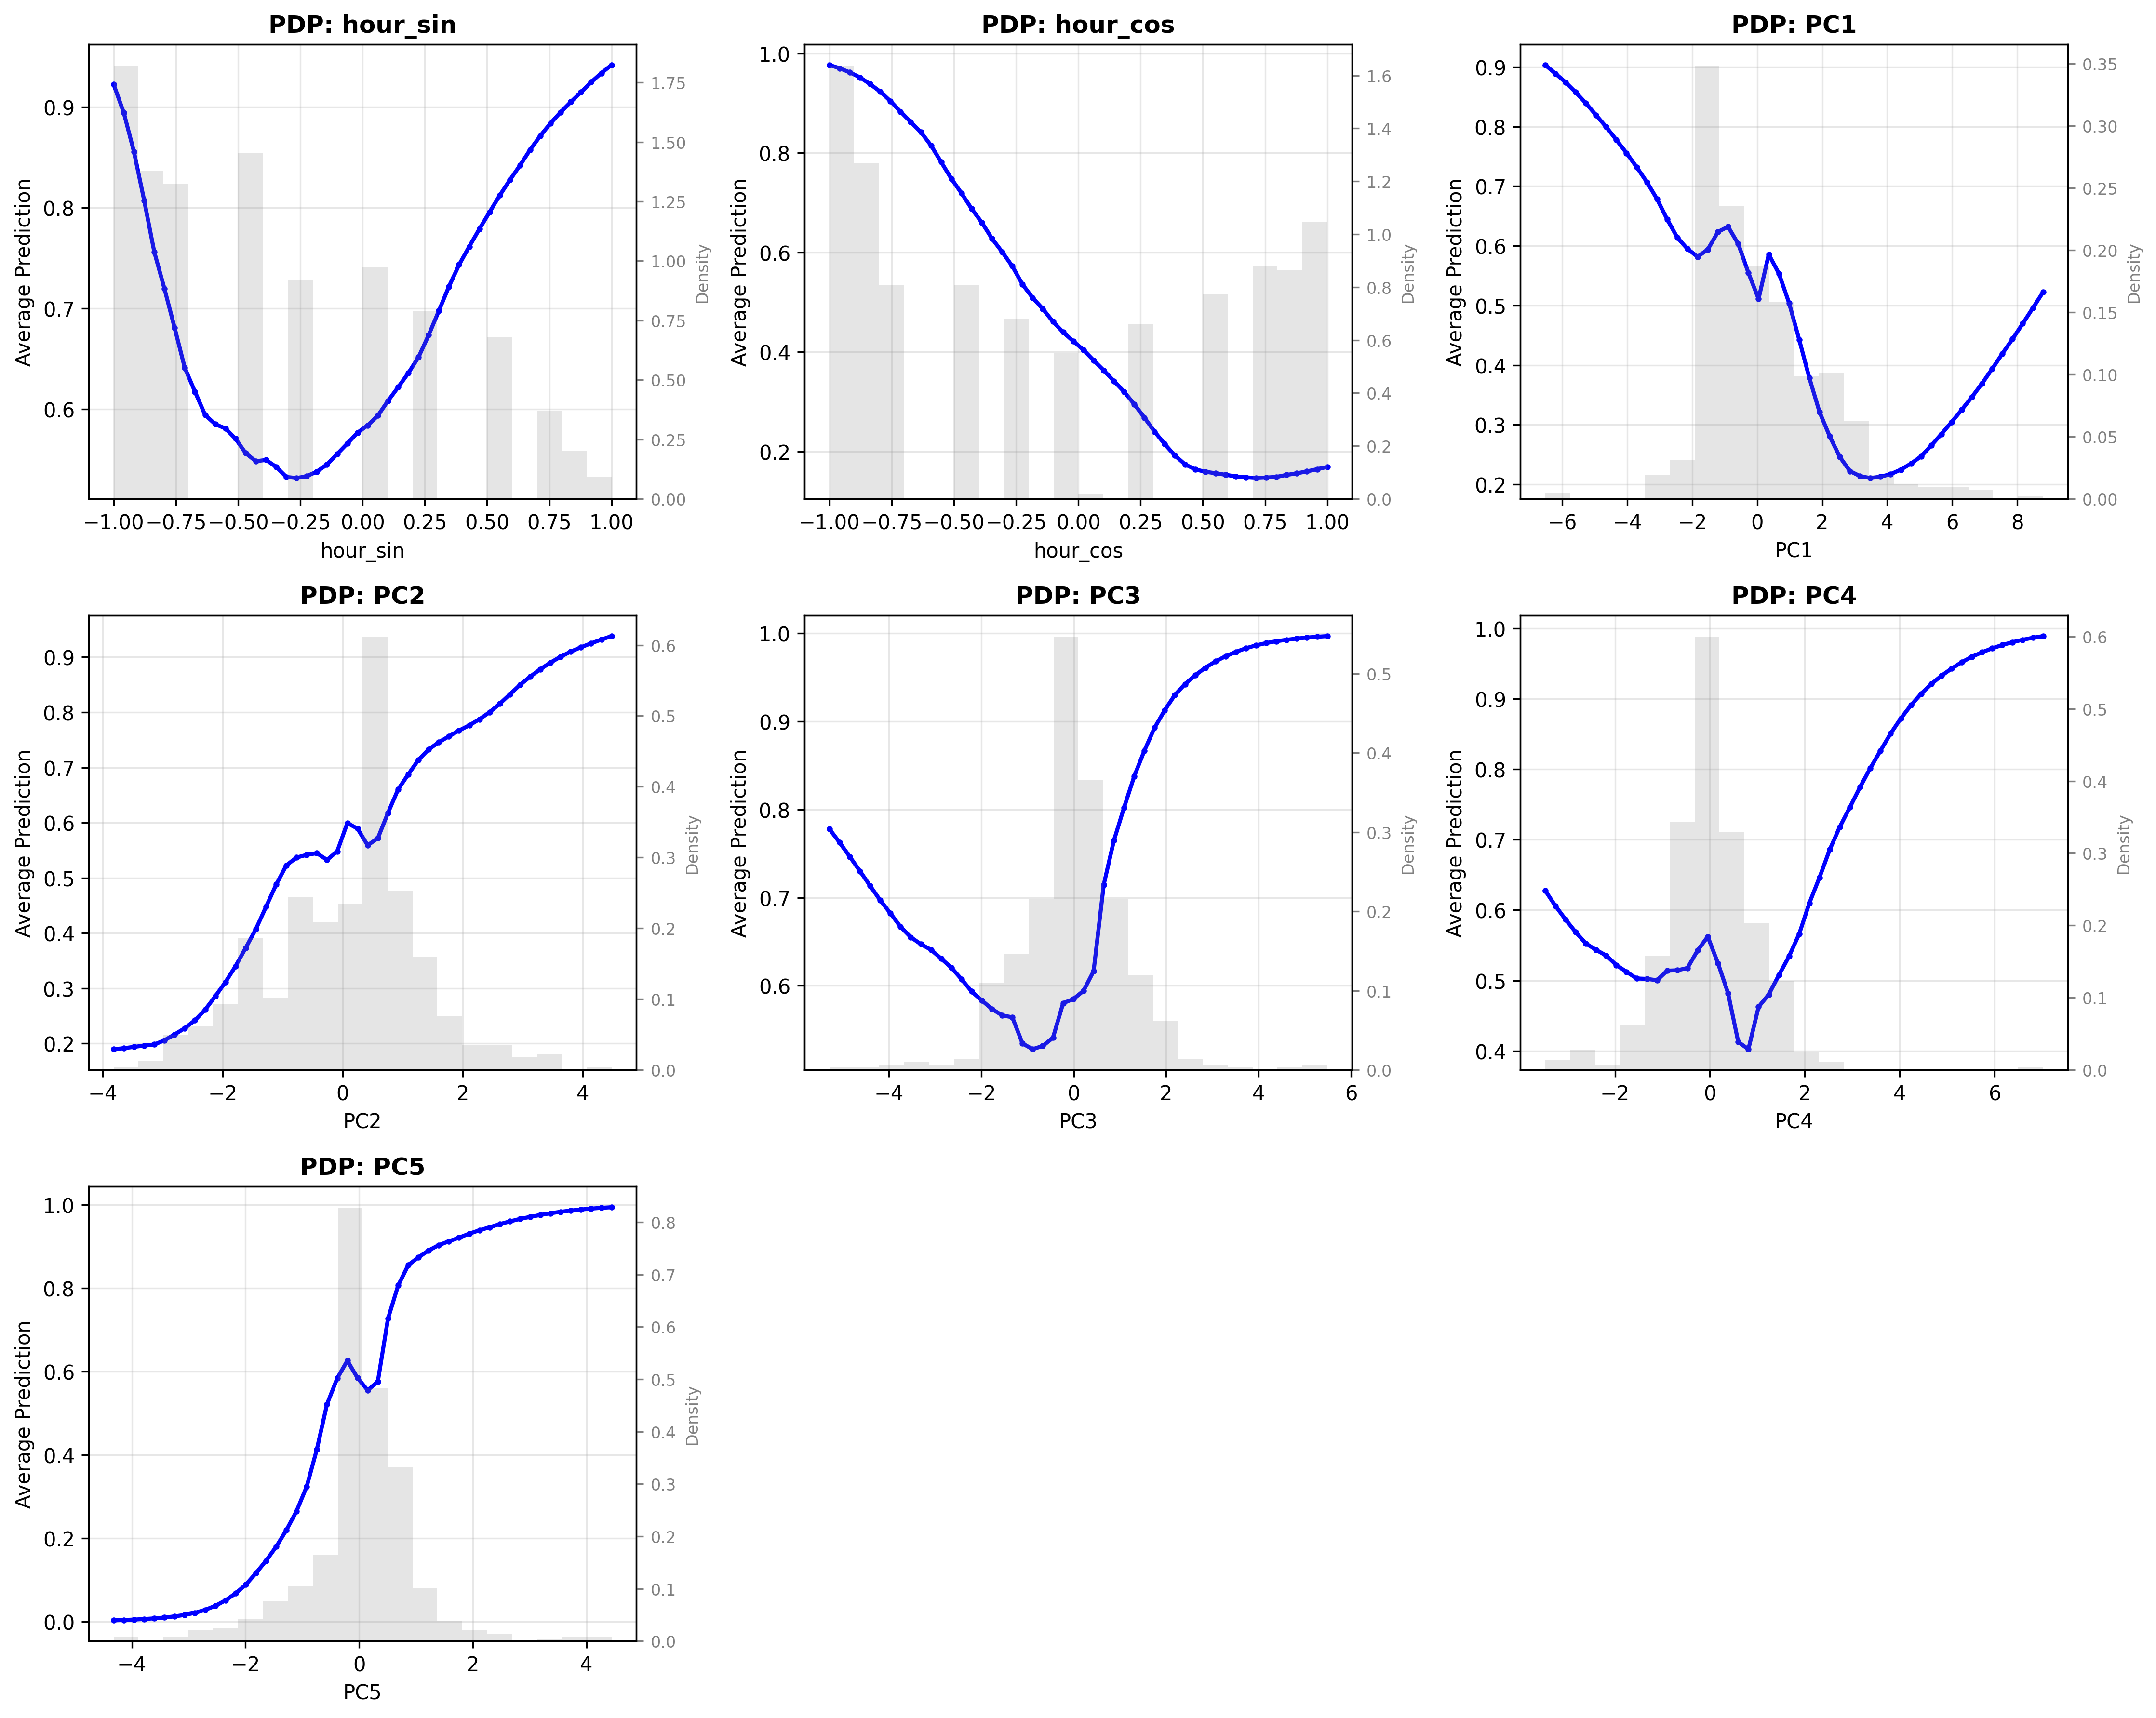 PDP: hour_sin
Average Prediction
0.9
0.8
0.7
0.6
1.75
1.50
1.25
1.00
0.75
0.50
0.25
0.00
Density
−1.00 −0.75 −0.50 −0.25 0.00 0.25 0.50 0.75 1.00
hour_sin
PDP: hour_cos
Average Prediction
1.0
0.8
0.6
0.4
0.2
1.6
1.4
1.2
1.0
0.8
0.6
0.4
0.2
0.0
Density
−1.00 −0.75 −0.50 −0.25 0.00 0.25 0.50 0.75 1.00
hour_cos
PDP: PC1
Average Prediction
0.9
0.8
0.7
0.6
0.5
0.4
0.3
0.2
0.35
0.30
0.25
0.20
0.15
0.10
0.05
0.00
Density
−6 −4 −2 0 2 4 6 8
PC1
PDP: PC2
Average Prediction
0.9
0.8
0.7
0.6
0.5
0.4
0.3
0.2
0.6
0.5
0.4
0.3
0.2
0.1
0.0
Density
−4 −2 0 2 4
PC2
PDP: PC3
Average Prediction
1.0
0.9
0.8
0.7
0.6
0.5
0.4
0.3
0.2
0.1
0.0
Density
−4 −2 0 2 4 6
PC3
PDP: PC4
Average Prediction
1.0
0.9
0.8
0.7
0.6
0.5
0.4
0.6
0.5
0.4
0.3
0.2
0.1
0.0
Density
−2 0 2 4 6
PC4
PDP: PC5
Average Prediction
1.0
0.8
0.6
0.4
0.2
0.0
0.8
0.7
0.6
0.5
0.4
0.3
0.2
0.1
0.0
Density
−4 −2 0 2 4
PC5